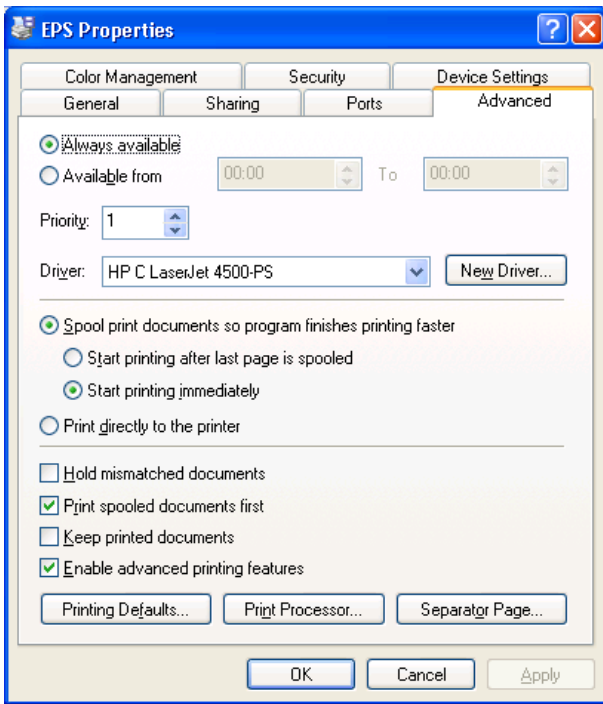 EPS Properties
Color Management Security Device Settings
General Sharing Ports Advanced
Always available
Available from 00:00 To 00:00
Priority: 1
Driver: HP C LaserJet 4500-PS New Driver...
Spool print documents so program finishes printing faster
Start printing after last page is spooled
Start printing immediately
Print directly to the printer
Hold mismatched documents
Print spooled documents first
Keep printed documents
Enable advanced printing features
Printing Defaults... Print Processor... Separator Page...
OK Cancel Apply